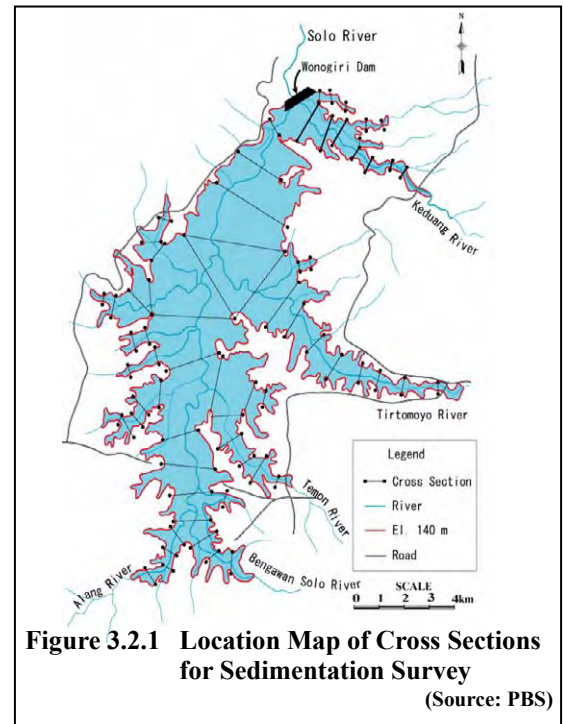 N
Solo River
Wonogiri Dam
Keduang River
Tirtomoyo River
Legend
Cross Section
River
El. 140 m
Road
Temon River
Bengawan Solo River
Alang River
SCALE
0 1 2 3 4km
Figure 3.2.1 Location Map of Cross Sections
for Sedimentation Survey
(Source: PBS)